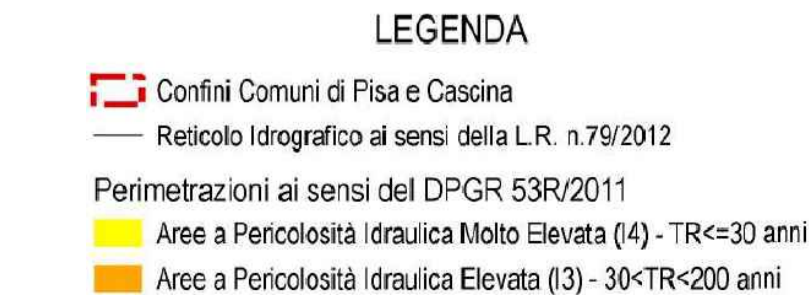 LEGENDA
Confini Comuni di Pisa e Cascina
Reticolo Idrografico ai sensi della L.R. n.79/2012
Perimetrazioni ai sensi del DPGR 53R/2011
Aree a Pericolosità Idraulica Molto Elevata (I4) - TR<=30 anni
Aree a Pericolosità Idraulica Elevata (I3) - 30<TR<200 anni